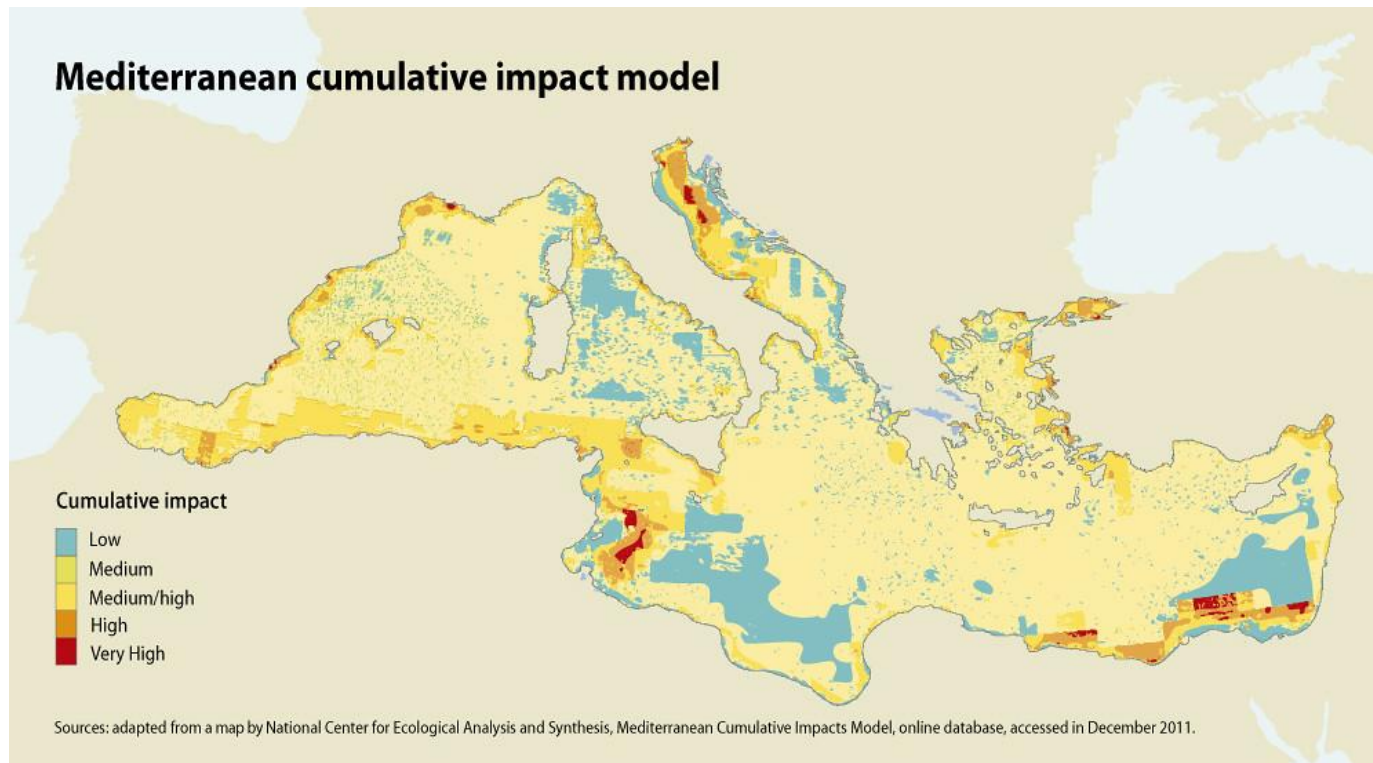 Mediterranean cumulative impact model
Cumulative impact
Low
Medium
Medium/high
High
Very High
Sources: adapted from a map by National Center for Ecological Analysis and Synthesis, Mediterranean Cumulative Impacts Model, online database, accessed in December 2011.